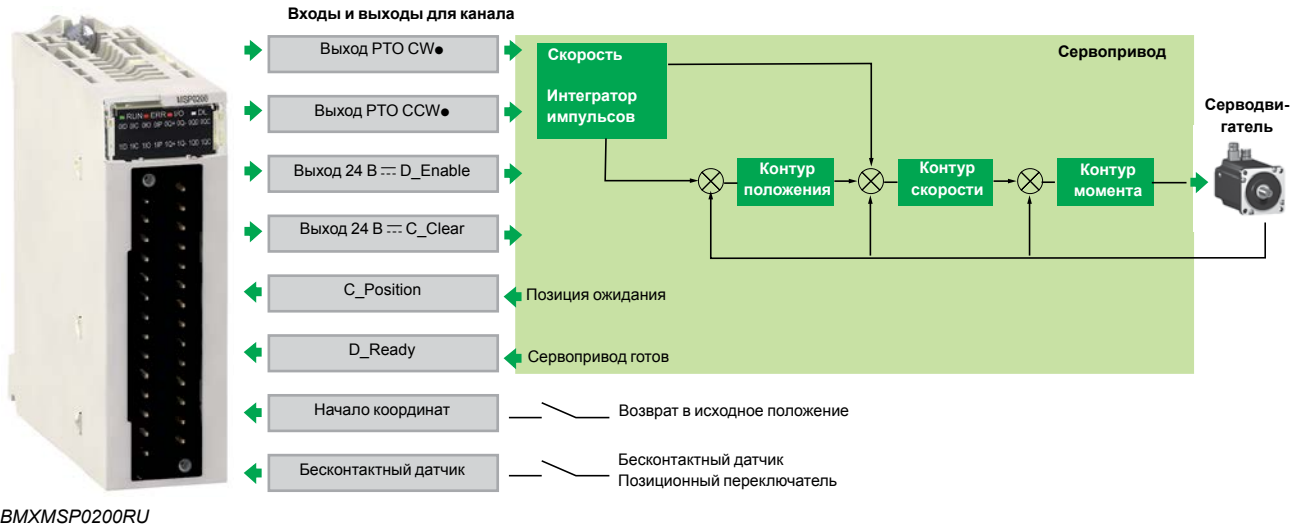 Входы и выходы для канала
Выход PTO CW●
Выход PTO CCW●
Выход 24 В ⎓ D_Enable
Выход 24 В ⎓ C_Clear
C_Position
D_Ready
Начало координат
Бесконтактный датчик
Сервопривод
Скорость
Интегратор
импульсов
Контур
положения
Контур
скорости
Контур
момента
Серводви-
гатель
Позиция ожидания
Сервопривод готов
Возврат в исходное положение
Бесконтактный датчик
Позиционный переключатель
MSP0200
RUN ERR I/O DL
BMXMSP0200RU